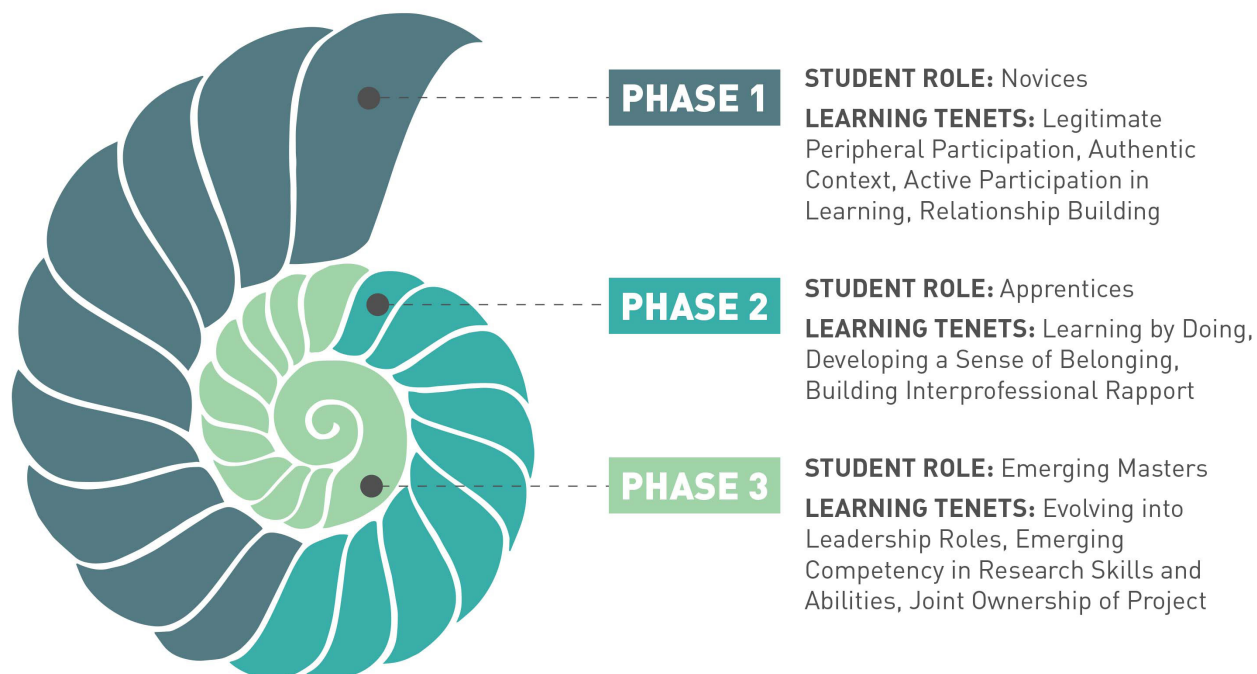 PHASE 1
STUDENT ROLE: Novices
LEARNING TENETS: Legitimate
Peripheral Participation, Authentic
Context, Active Participation in
Learning, Relationship Building
PHASE 2
STUDENT ROLE: Apprentices
LEARNING TENETS: Learning by Doing,
Developing a Sense of Belonging,
Building Interprofessional Rapport
PHASE 3
STUDENT ROLE: Emerging Masters
LEARNING TENETS: Evolving into
Leadership Roles, Emerging
Competency in Research Skills and
Abilities, Joint Ownership of Project